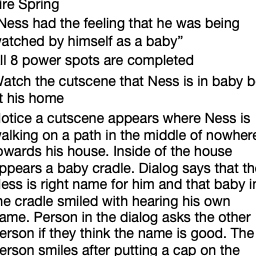 ire Spring
Ness had the feeling that he was being
watched by himself as a baby”
ll 8 power spots are completed
Watch the cutscene that Ness is in baby b
t his home
otice a cutscene appears where Ness is
walking on a path in the middle of nowhere
owards his house. Inside of the house
ppears a baby cradle. Dialog says that the
ess is right name for him and that baby in
he cradle smiled with hearing his own
ame. Person in the dialog asks the other
erson if they think the name is good. The
erson smiles after putting a cap on the